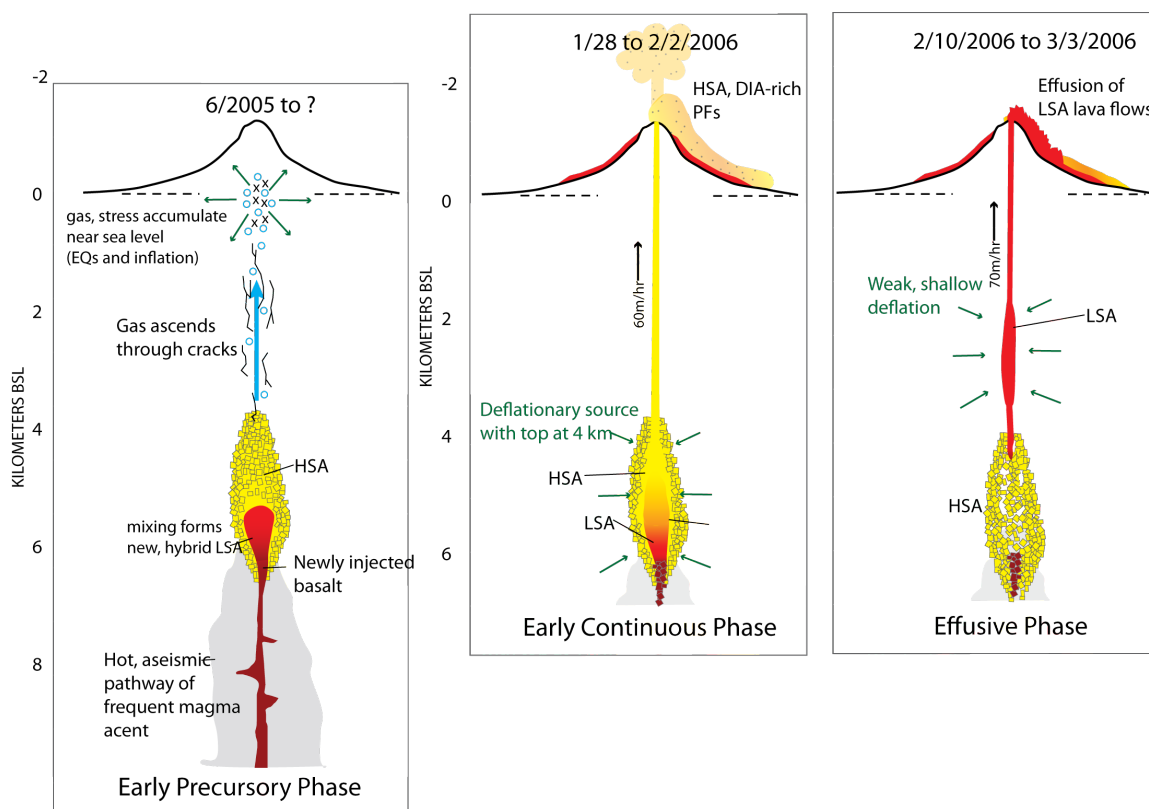 6/2005 to ?
-2
0
2
4
6
8
KILOMETERS BSL
gas, stress accumulate
near sea level
(EQs and inflation)
Gas ascends
through cracks
HSA
mixing forms
new, hybrid LSA
Newly injected
basalt
Hot, aseismic
pathway of
frequent magma
acent
Early Precursory Phase
1/28 to 2/2/2006
-2
0
2
4
6
KILOMETERS BSL
HSA, DIA-rich
PFs
60m/hr
Deflationary source
with top at 4 km
HSA
LSA
Early Continuous Phase
2/10/2006 to 3/3/2006
Effusion of
LSA lava flows
70m/hr
Weak, shallow
deflation
LSA
HSA
Effusive Phase
x x
x
x x
x
x x